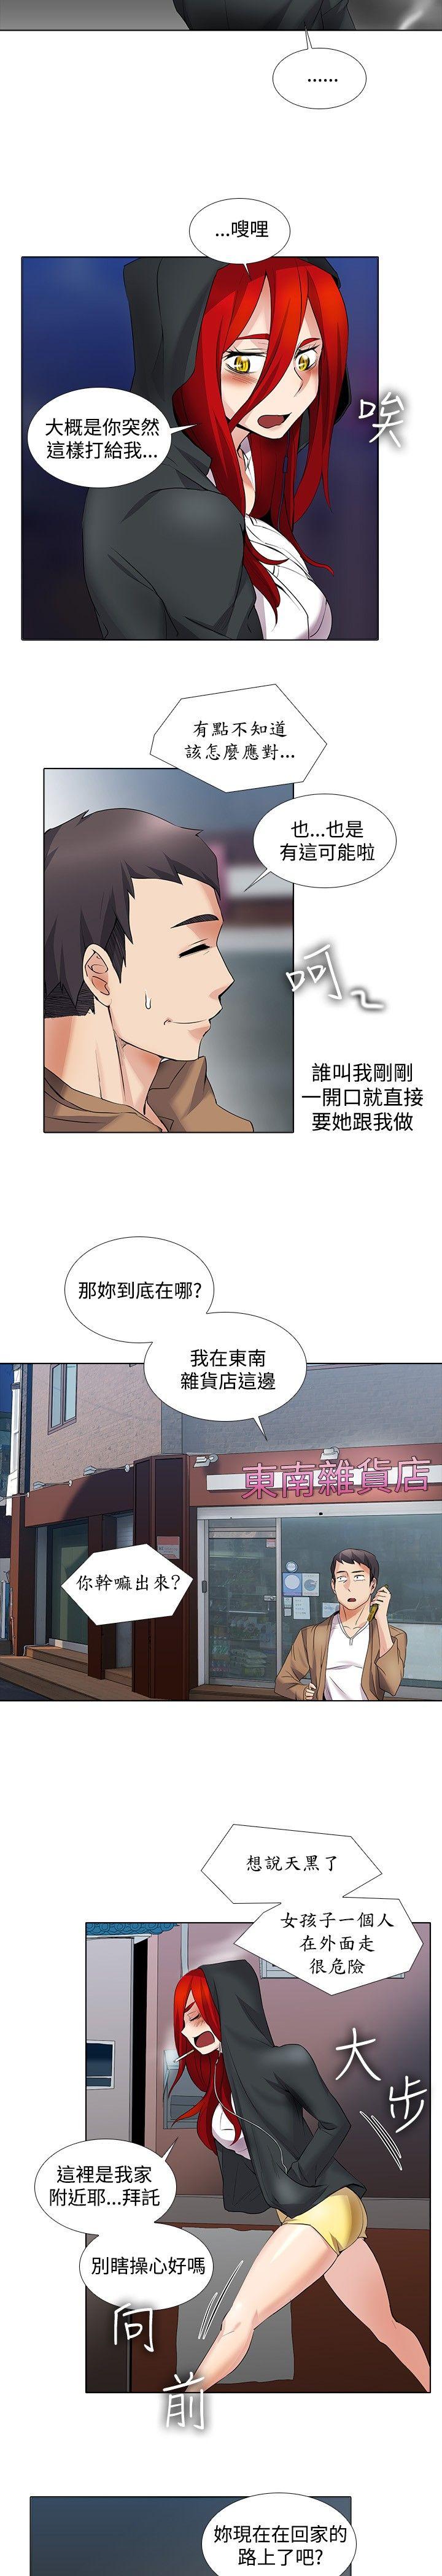 ......
...嗖哩
大概是你突然
這樣打給我...
唉
有點不知道
該怎麼應對...
也...也是
有這可能啦
呵~
誰叫我剛剛
一開口就直接
要她跟我做
那妳到底在哪?
我在東南
雜貨店這邊
東南雜貨店
你幹嘛出來?
想說天黑了
女孩子一個人
在外面走
很危險
大步
這裡是我家
附近耶...拜託
別瞎操心好嗎
向前
妳現在在回家的
路上了吧?